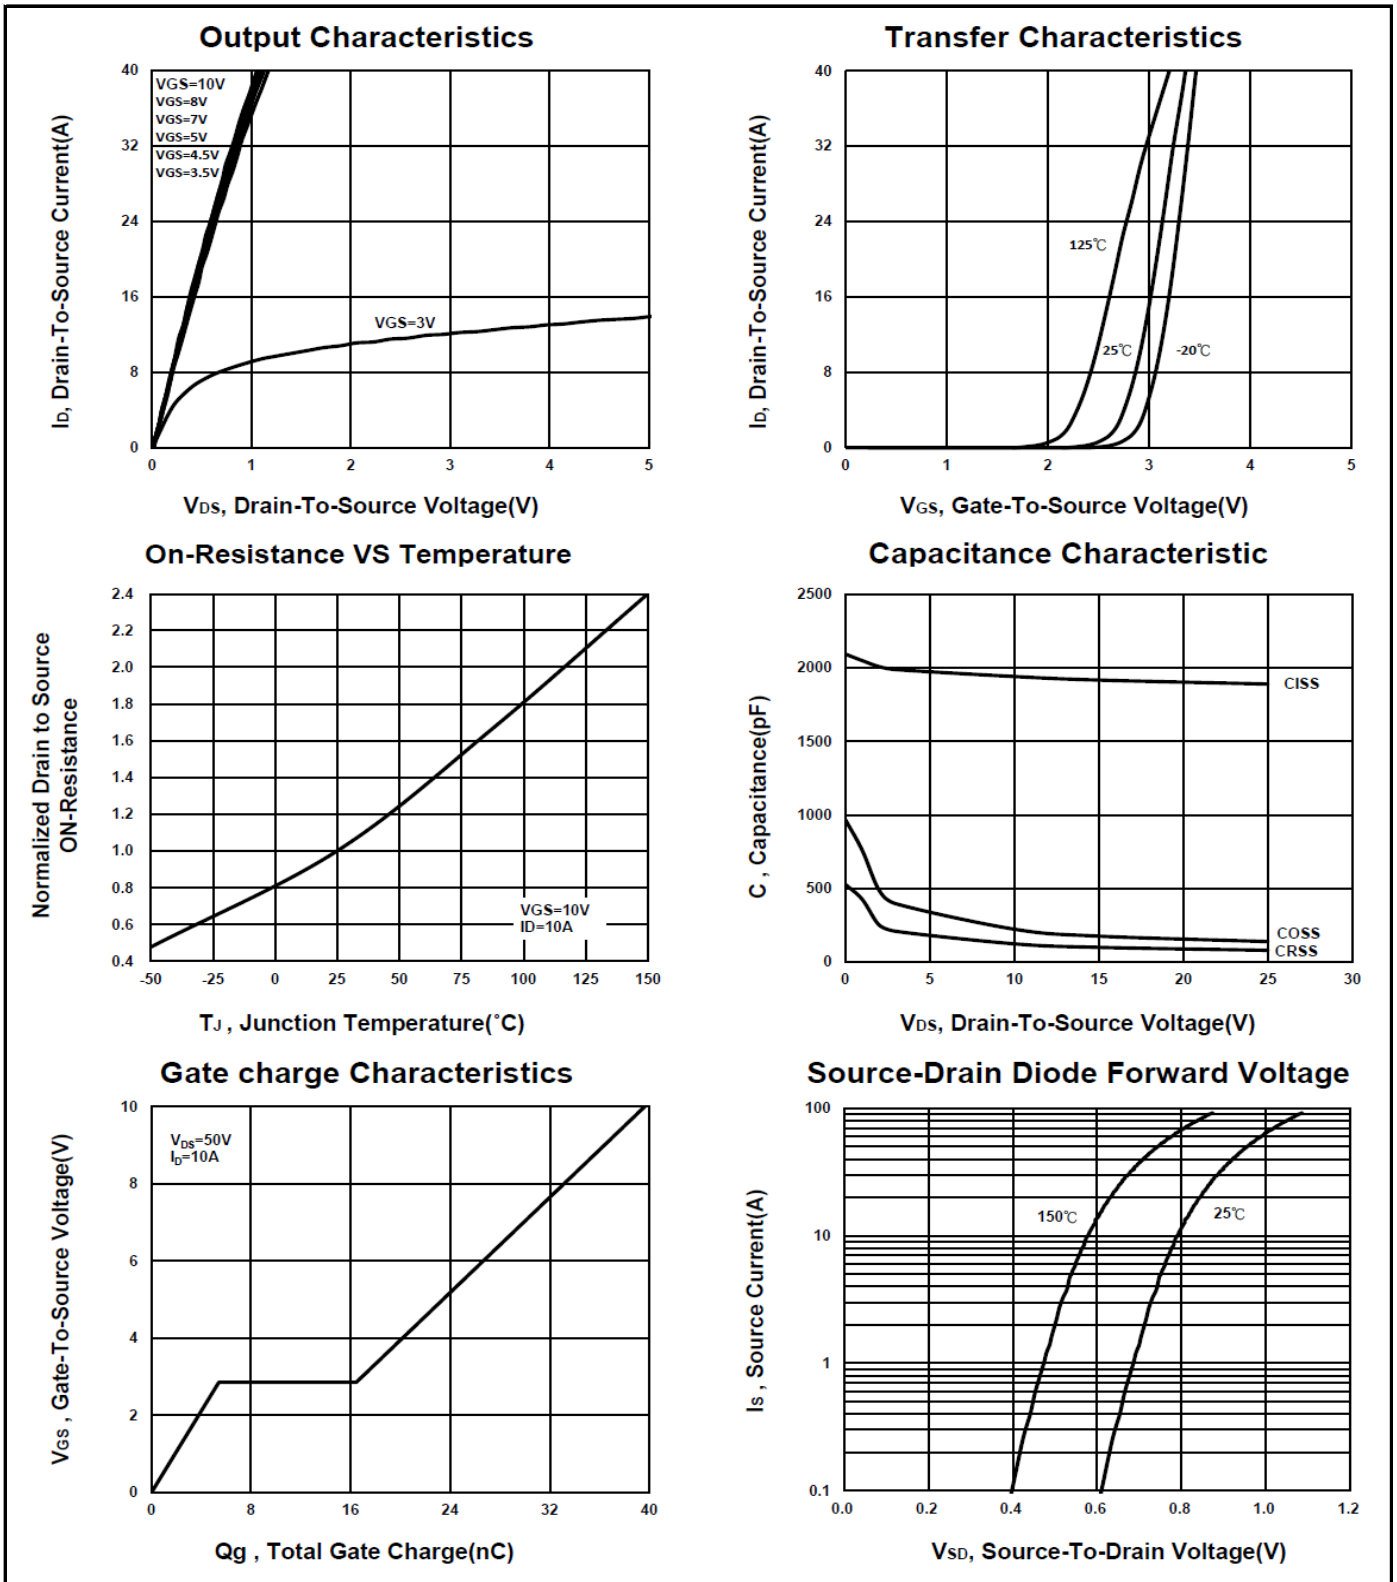 Output Characteristics
40
32
24
16
8
0
VGS=10V
VGS=8V
VGS=7V
VGS=5V
VGS=4.5V
VGS=3.5V
VGS=3V
0 1 2 3 4 5
ID, Drain-To-Source Current(A)
VDS, Drain-To-Source Voltage(V)
Transfer Characteristics
40
32
24
16
8
0
125℃
25℃
-20℃
0 1 2 3 4 5
ID, Drain-To-Source Current(A)
VGS, Gate-To-Source Voltage(V)
On-Resistance VS Temperature
2.4
2.2
2.0
1.8
1.6
1.4
1.2
1.0
0.8
0.6
0.4
VGS=10V
ID=10A
-50 -25 0 25 50 75 100 125 150
Normalized Drain to Source
ON-Resistance
TJ , Junction Temperature(°C)
Capacitance Characteristic
2500
2000
1500
1000
500
0
CISS
COSS
CRSS
0 5 10 15 20 25 30
C , Capacitance(pF)
VDS, Drain-To-Source Voltage(V)
Gate charge Characteristics
10
8
6
4
2
0
VDS=50V
ID=10A
0 8 16 24 32 40
VGS , Gate-To-Source Voltage(V)
Qg , Total Gate Charge(nC)
Source-Drain Diode Forward Voltage
100
10
1
0.1
150℃
25℃
0.0 0.2 0.4 0.6 0.8 1.0 1.2
IS , Source Current(A)
VSD, Source-To-Drain Voltage(V)